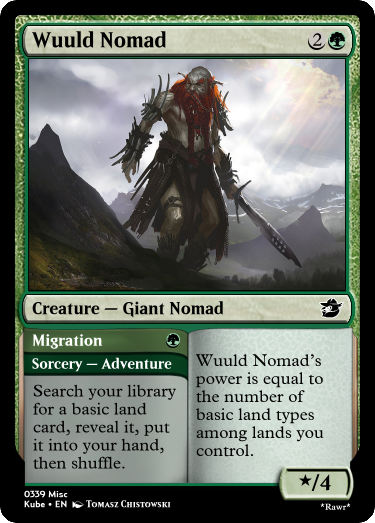 Wuuld Nomad 2
Creature — Giant Nomad
Migration
Sorcery — Adventure
Search your library
for a basic land
card, reveal it, put
it into your hand,
then shuffle.
Wuuld Nomad's
power is equal to
the number of
basic land types
among lands you
control.
★/4
0339 Misc
Kube • EN Tomasz Chistowski
*Rawr*